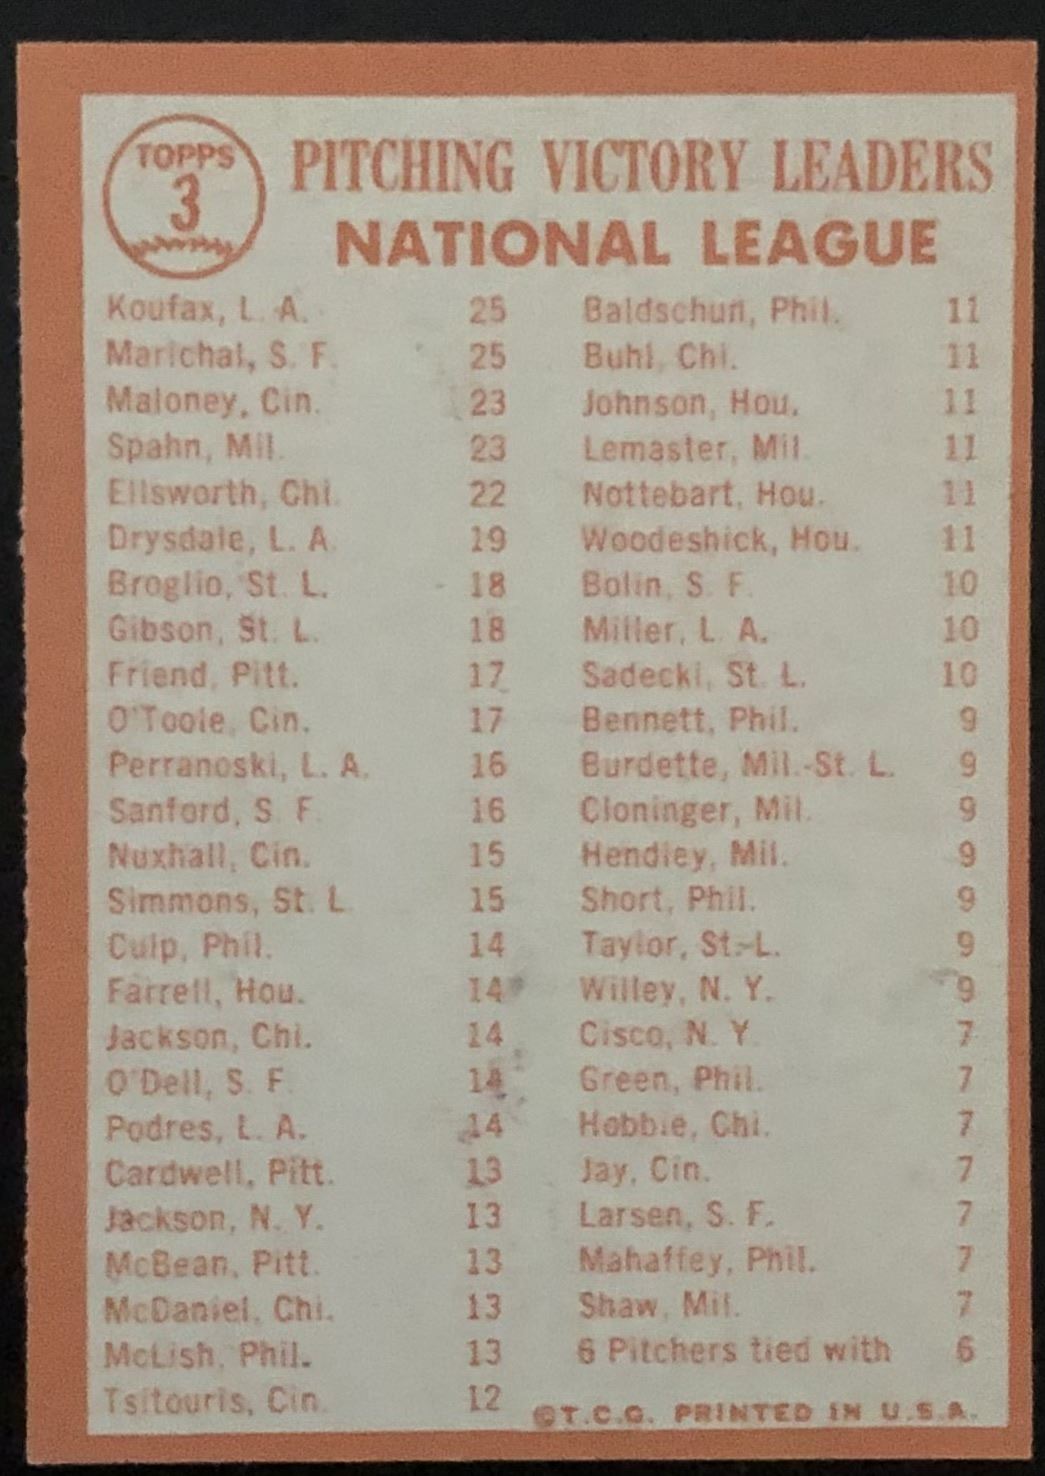 TOPPS
3
PITCHING VICTORY LEADERS
NATIONAL LEAGUE
Koufax, L. A. 25
Marichal, S. F. 25
Maloney, Cin. 23
Spahn, Mil. 23
Ellsworth, Chi. 22
Drysdale, L. A. 19
Broglio, St. L. 18
Gibson, St. L. 18
Friend, Pitt. 17
O'Toole, Cin. 17
Perranoski, L. A. 16
Sanford, S. F. 16
Nuxhall, Cin. 15
Simmons, St. L. 15
Culp, Phil. 14
Farrell, Hou. 14
Jackson, Chi. 14
O'Dell, S. F. 14
Podres, L. A. 14
Cardwell, Pitt. 13
Jackson, N. Y. 13
McBean, Pitt. 13
McDaniel, Chi. 13
McLish, Phil. 13
Tsitouris, Cin. 12
Baldschun, Phil. 11
Buhl, Chi. 11
Johnson, Hou. 11
Lemaster, Mil. 11
Nottebart, Hou. 11
Woodeshick, Hou. 11
Bolin, S. F. 10
Miller, L. A. 10
Sadecki, St. L. 10
Bennett, Phil. 9
Burdette, Mil.-St. L. 9
Cloninger, Mil. 9
Hendley, Mil. 9
Short, Phil. 9
Taylor, St. L. 9
Willey, N. Y. 9
Cisco, N. Y. 7
Green, Phil. 7
Hobbie, Chi. 7
Jay, Cin. 7
Larsen, S. F. 7
Mahaffey, Phil. 7
Shaw, Mil. 7
6 Pitchers tied with 6
©T.C.G. PRINTED IN U.S.A.